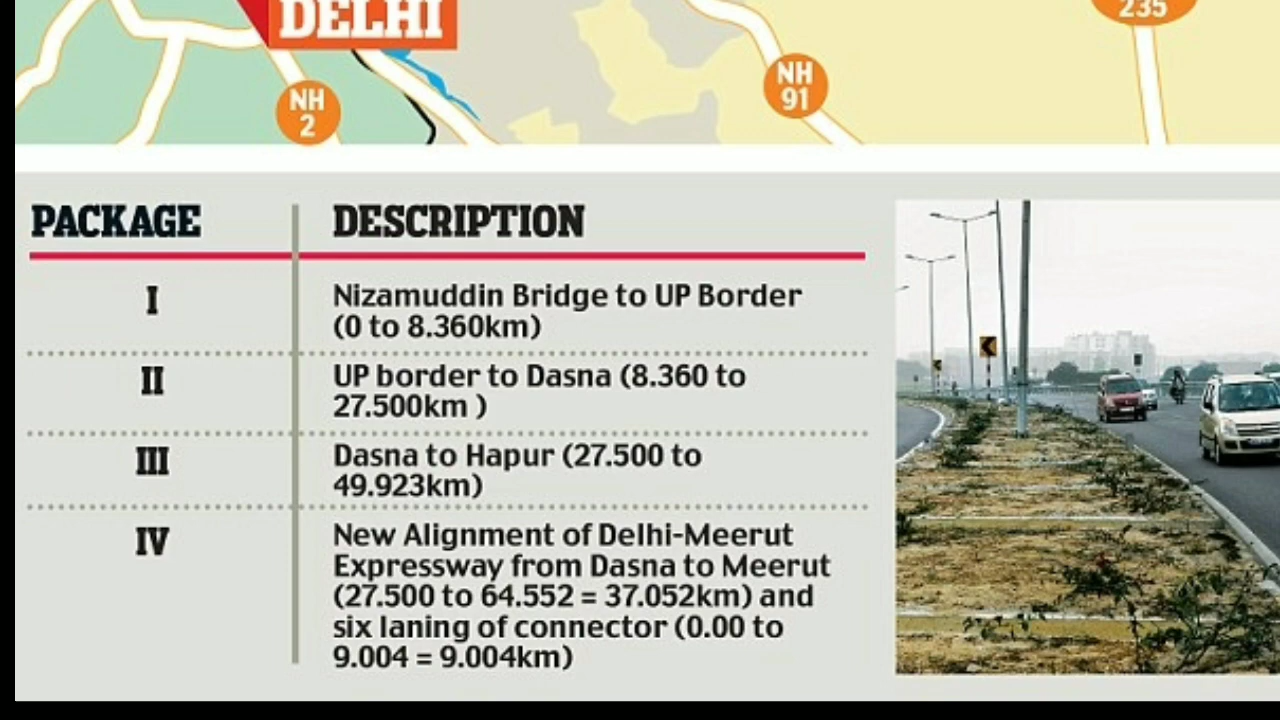 DELHI
235
NH
91
NH
2
PACKAGE
DESCRIPTION
I
Nizamuddin Bridge to UP Border
(0 to 8.360km)
II
UP border to Dasna (8.360 to
27.500km )
III
Dasna to Hapur (27.500 to
49.923km)
IV
New Alignment of Delhi-Meerut
Expressway from Dasna to Meerut
(27.500 to 64.552 = 37.052km) and
six laning of connector (0.00 to
9.004 = 9.004km)